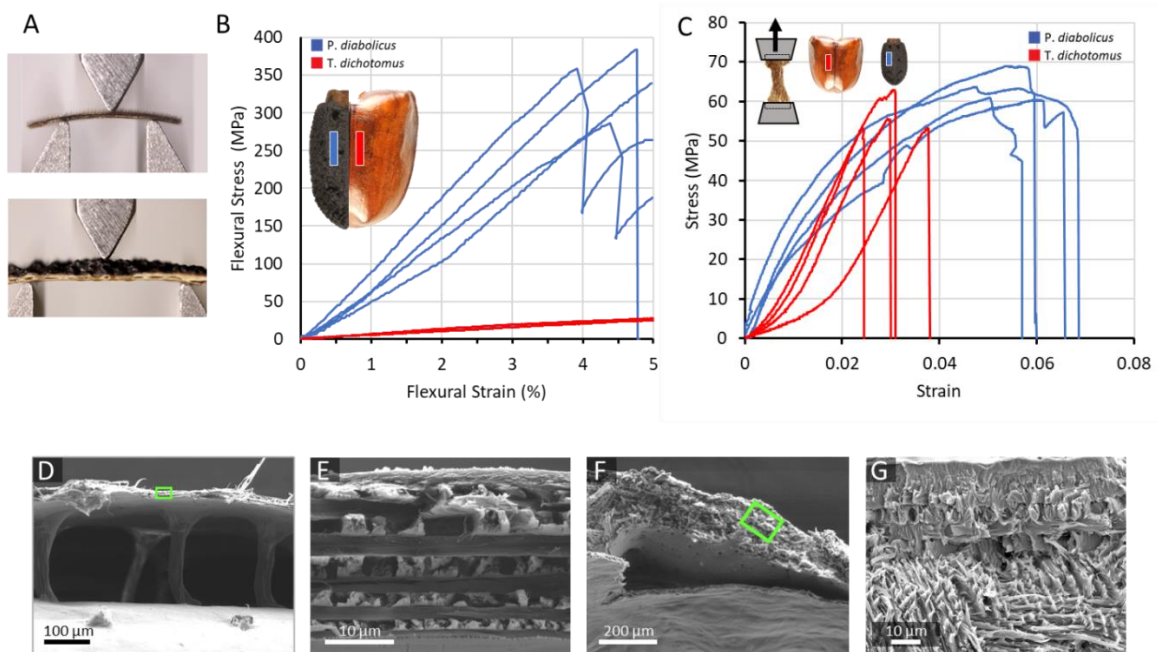 A
B
400
350
300
250
200
150
100
50
0
Flexural Stress (MPa)
P. diabolicus
T. dichotomus
0 1 2 3 4 5
Flexural Strain (%)
C
80
70
60
50
40
30
20
10
0
Stress (MPa)
P. diabolicus
T. dichotomus
0 0.02 0.04 0.06 0.08
Strain
D
100 µm
E
10 µm
F
200 µm
G
10 µm